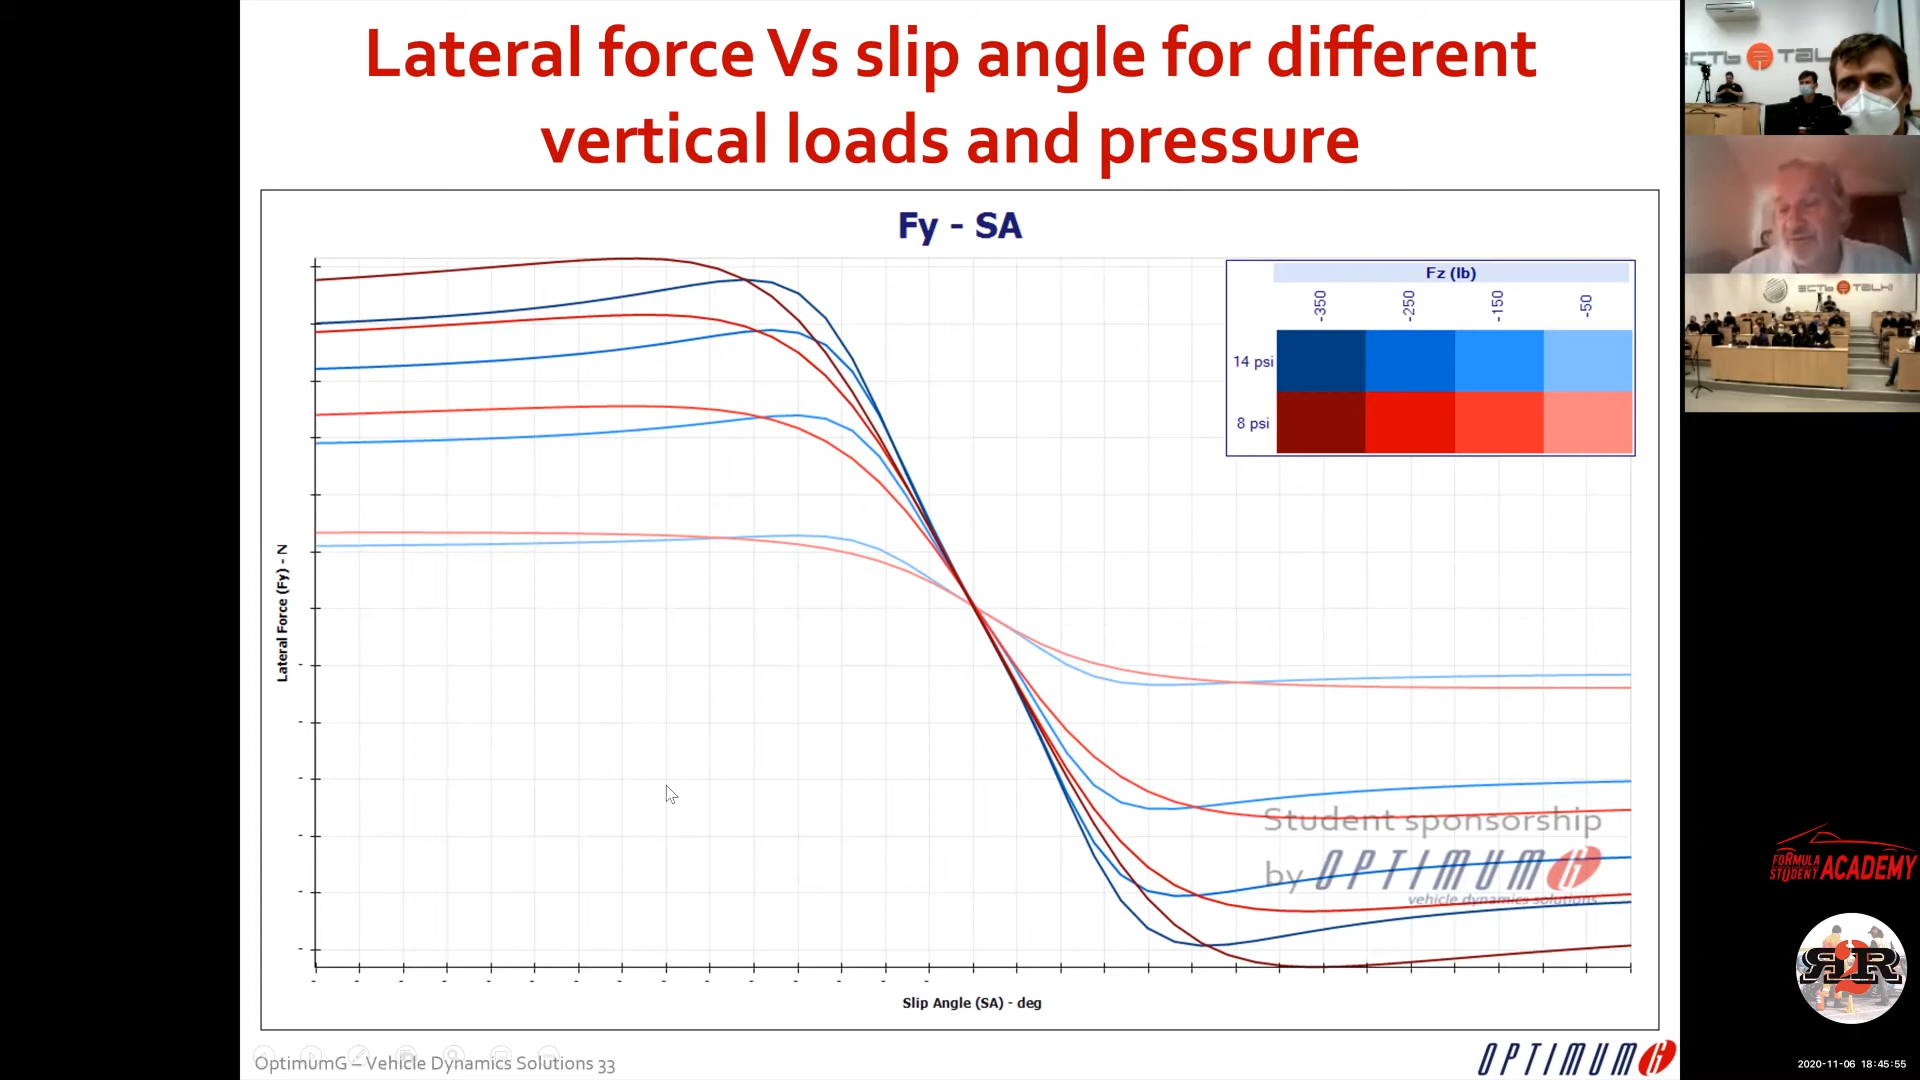 Lateral force Vs slip angle for different
vertical loads and pressure
Fy - SA
Fz (lb)
-350
-250
-150
-50
14 psi
8 psi
Lateral Force (Fy) - N
Slip Angle (SA) - deg
Student sponsorship
by OPTIMUM G
vehicle dynamics solutions
OptimumG – Vehicle Dynamics Solutions 33
OPTIMUM G
ЕСТЬ TALK!
FORMULA
STUDENT ACADEMY
2020-11-06 18:45:55